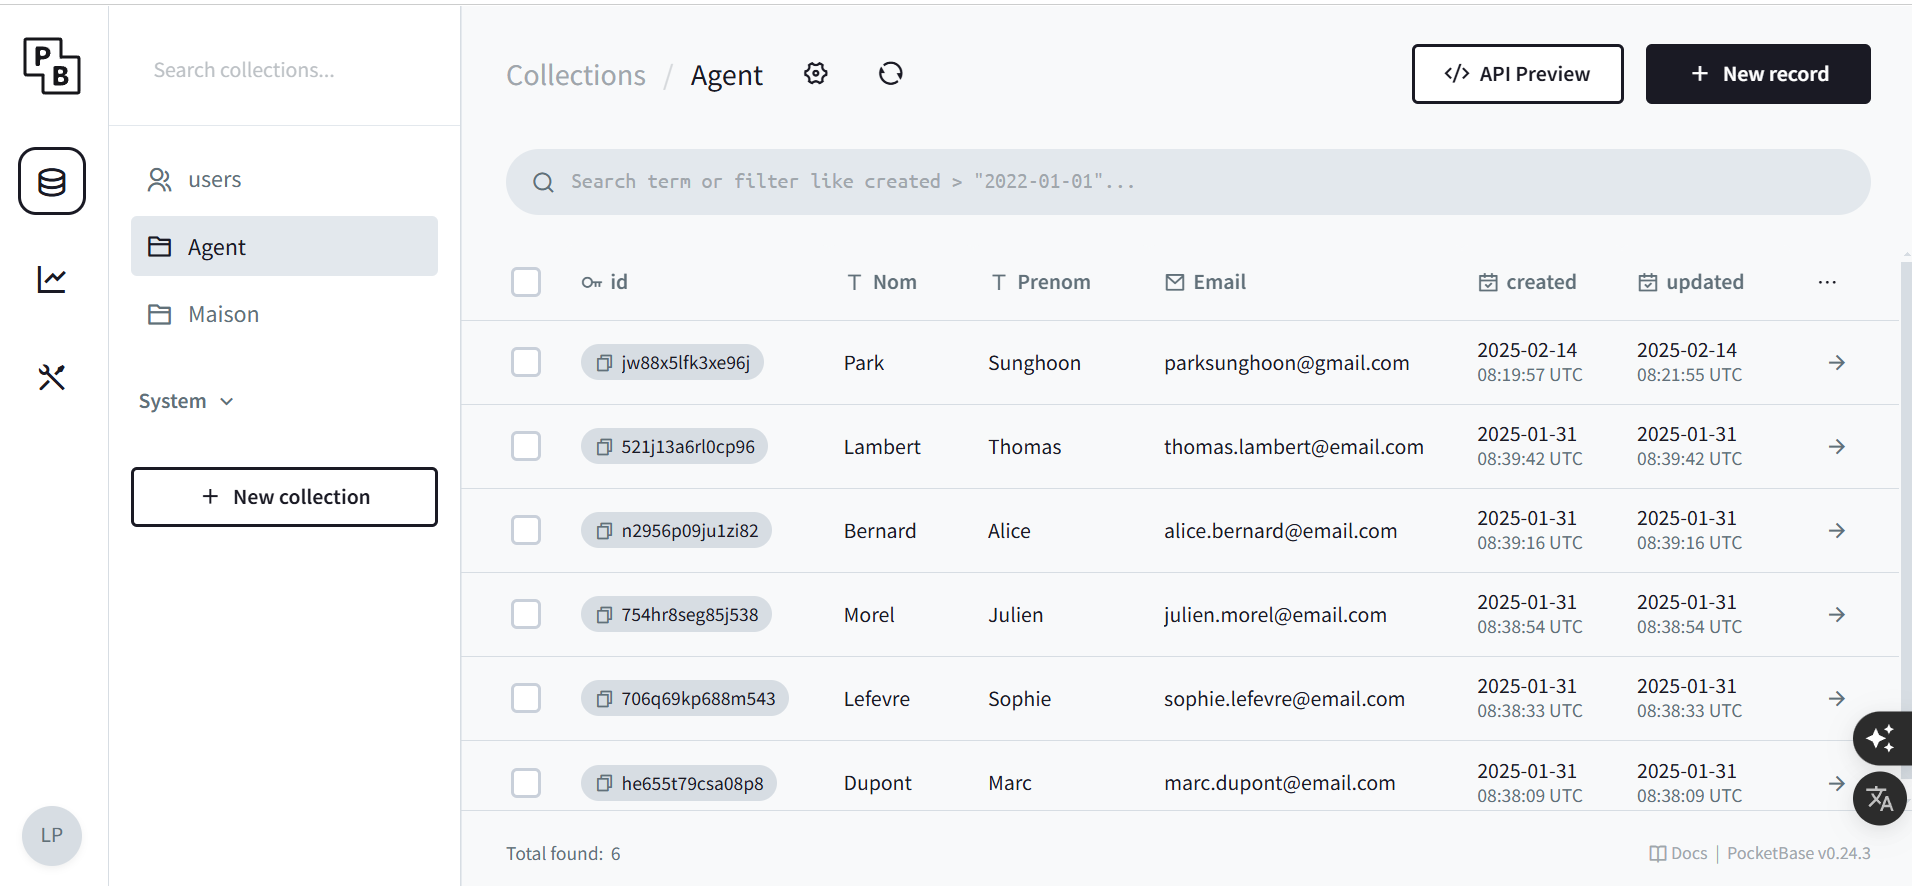 PB
Search collections...
users
Agent
Maison
System
+ New collection
LP
Collections / Agent
</> API Preview
+ New record
Search term or filter like created > "2022-01-01"...
id Nom Prenom Email created updated ...
jw88x5lfk3xe96j Park Sunghoon parksunghoon@gmail.com 2025-02-14 08:19:57 UTC 2025-02-14 08:21:55 UTC
521j13a6rl0cp96 Lambert Thomas thomas.lambert@email.com 2025-01-31 08:39:42 UTC 2025-01-31 08:39:42 UTC
n2956p09ju1zi82 Bernard Alice alice.bernard@email.com 2025-01-31 08:39:16 UTC 2025-01-31 08:39:16 UTC
754hr8seg85j538 Morel Julien julien.morel@email.com 2025-01-31 08:38:54 UTC 2025-01-31 08:38:54 UTC
706q69kp688m543 Lefevre Sophie sophie.lefevre@email.com 2025-01-31 08:38:33 UTC 2025-01-31 08:38:33 UTC
he655t79csa08p8 Dupont Marc marc.dupont@email.com 2025-01-31 08:38:09 UTC 2025-01-31 08:38:09 UTC
Total found: 6
Docs | PocketBase v0.24.3